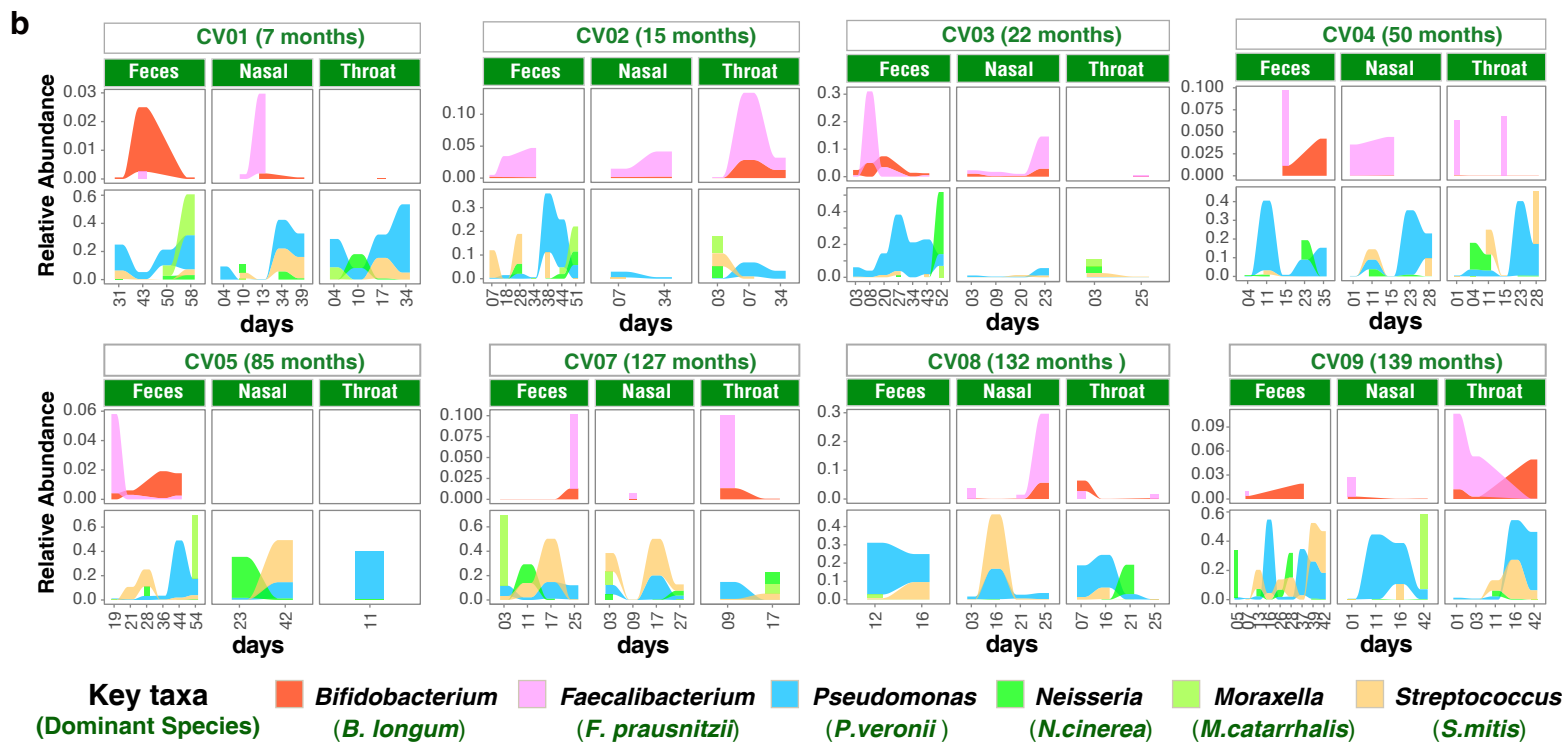 b
CV01 (7 months)
Feces Nasal Throat
0.03
0.02
0.01
0.00
0.6
0.4
0.2
0.0
Relative Abundance
31 43 50 58 04 10 13 34 39 04 10 17 34
days
CV02 (15 months)
Feces Nasal Throat
0.10
0.05
0.00
0.3
0.2
0.1
0.0
07 18 28 34 38 44 51 07 34 03 07 34
days
CV03 (22 months)
Feces Nasal Throat
0.3
0.2
0.1
0.0
0.3
0.2
0.1
0.0
03 08 20 27 34 43 52 03 09 20 23 03 25
days
CV04 (50 months)
Feces Nasal Throat
0.100
0.075
0.050
0.025
0.000
0.4
0.3
0.2
0.1
0.0
04 11 15 23 35 01 11 15 23 28 01 04 11 15 23 28
days
CV05 (85 months)
Feces Nasal Throat
0.06
0.04
0.02
0.00
0.6
0.4
0.2
0.0
Relative Abundance
19 21 28 36 44 54 23 42 11
days
CV07 (127 months)
Feces Nasal Throat
0.100
0.075
0.050
0.025
0.000
0.6
0.4
0.2
0.0
03 11 17 25 03 09 17 27 09 17
days
CV08 (132 months )
Feces Nasal Throat
0.3
0.2
0.1
0.0
0.4
0.3
0.2
0.1
0.0
12 16 03 16 21 25 07 16 21 25
days
CV09 (139 months)
Feces Nasal Throat
0.09
0.06
0.03
0.00
0.6
0.4
0.2
0.0
05 07 13 16 26 28 37 39 42 01 11 16 42 01 03 11 16 42
days
Key taxa Bifidobacterium Faecalibacterium Pseudomonas Neisseria Moraxella Streptococcus
(Dominant Species) (B. longum) (F. prausnitzii) (P.veronii ) (N.cinerea) (M.catarrhalis) (S.mitis)